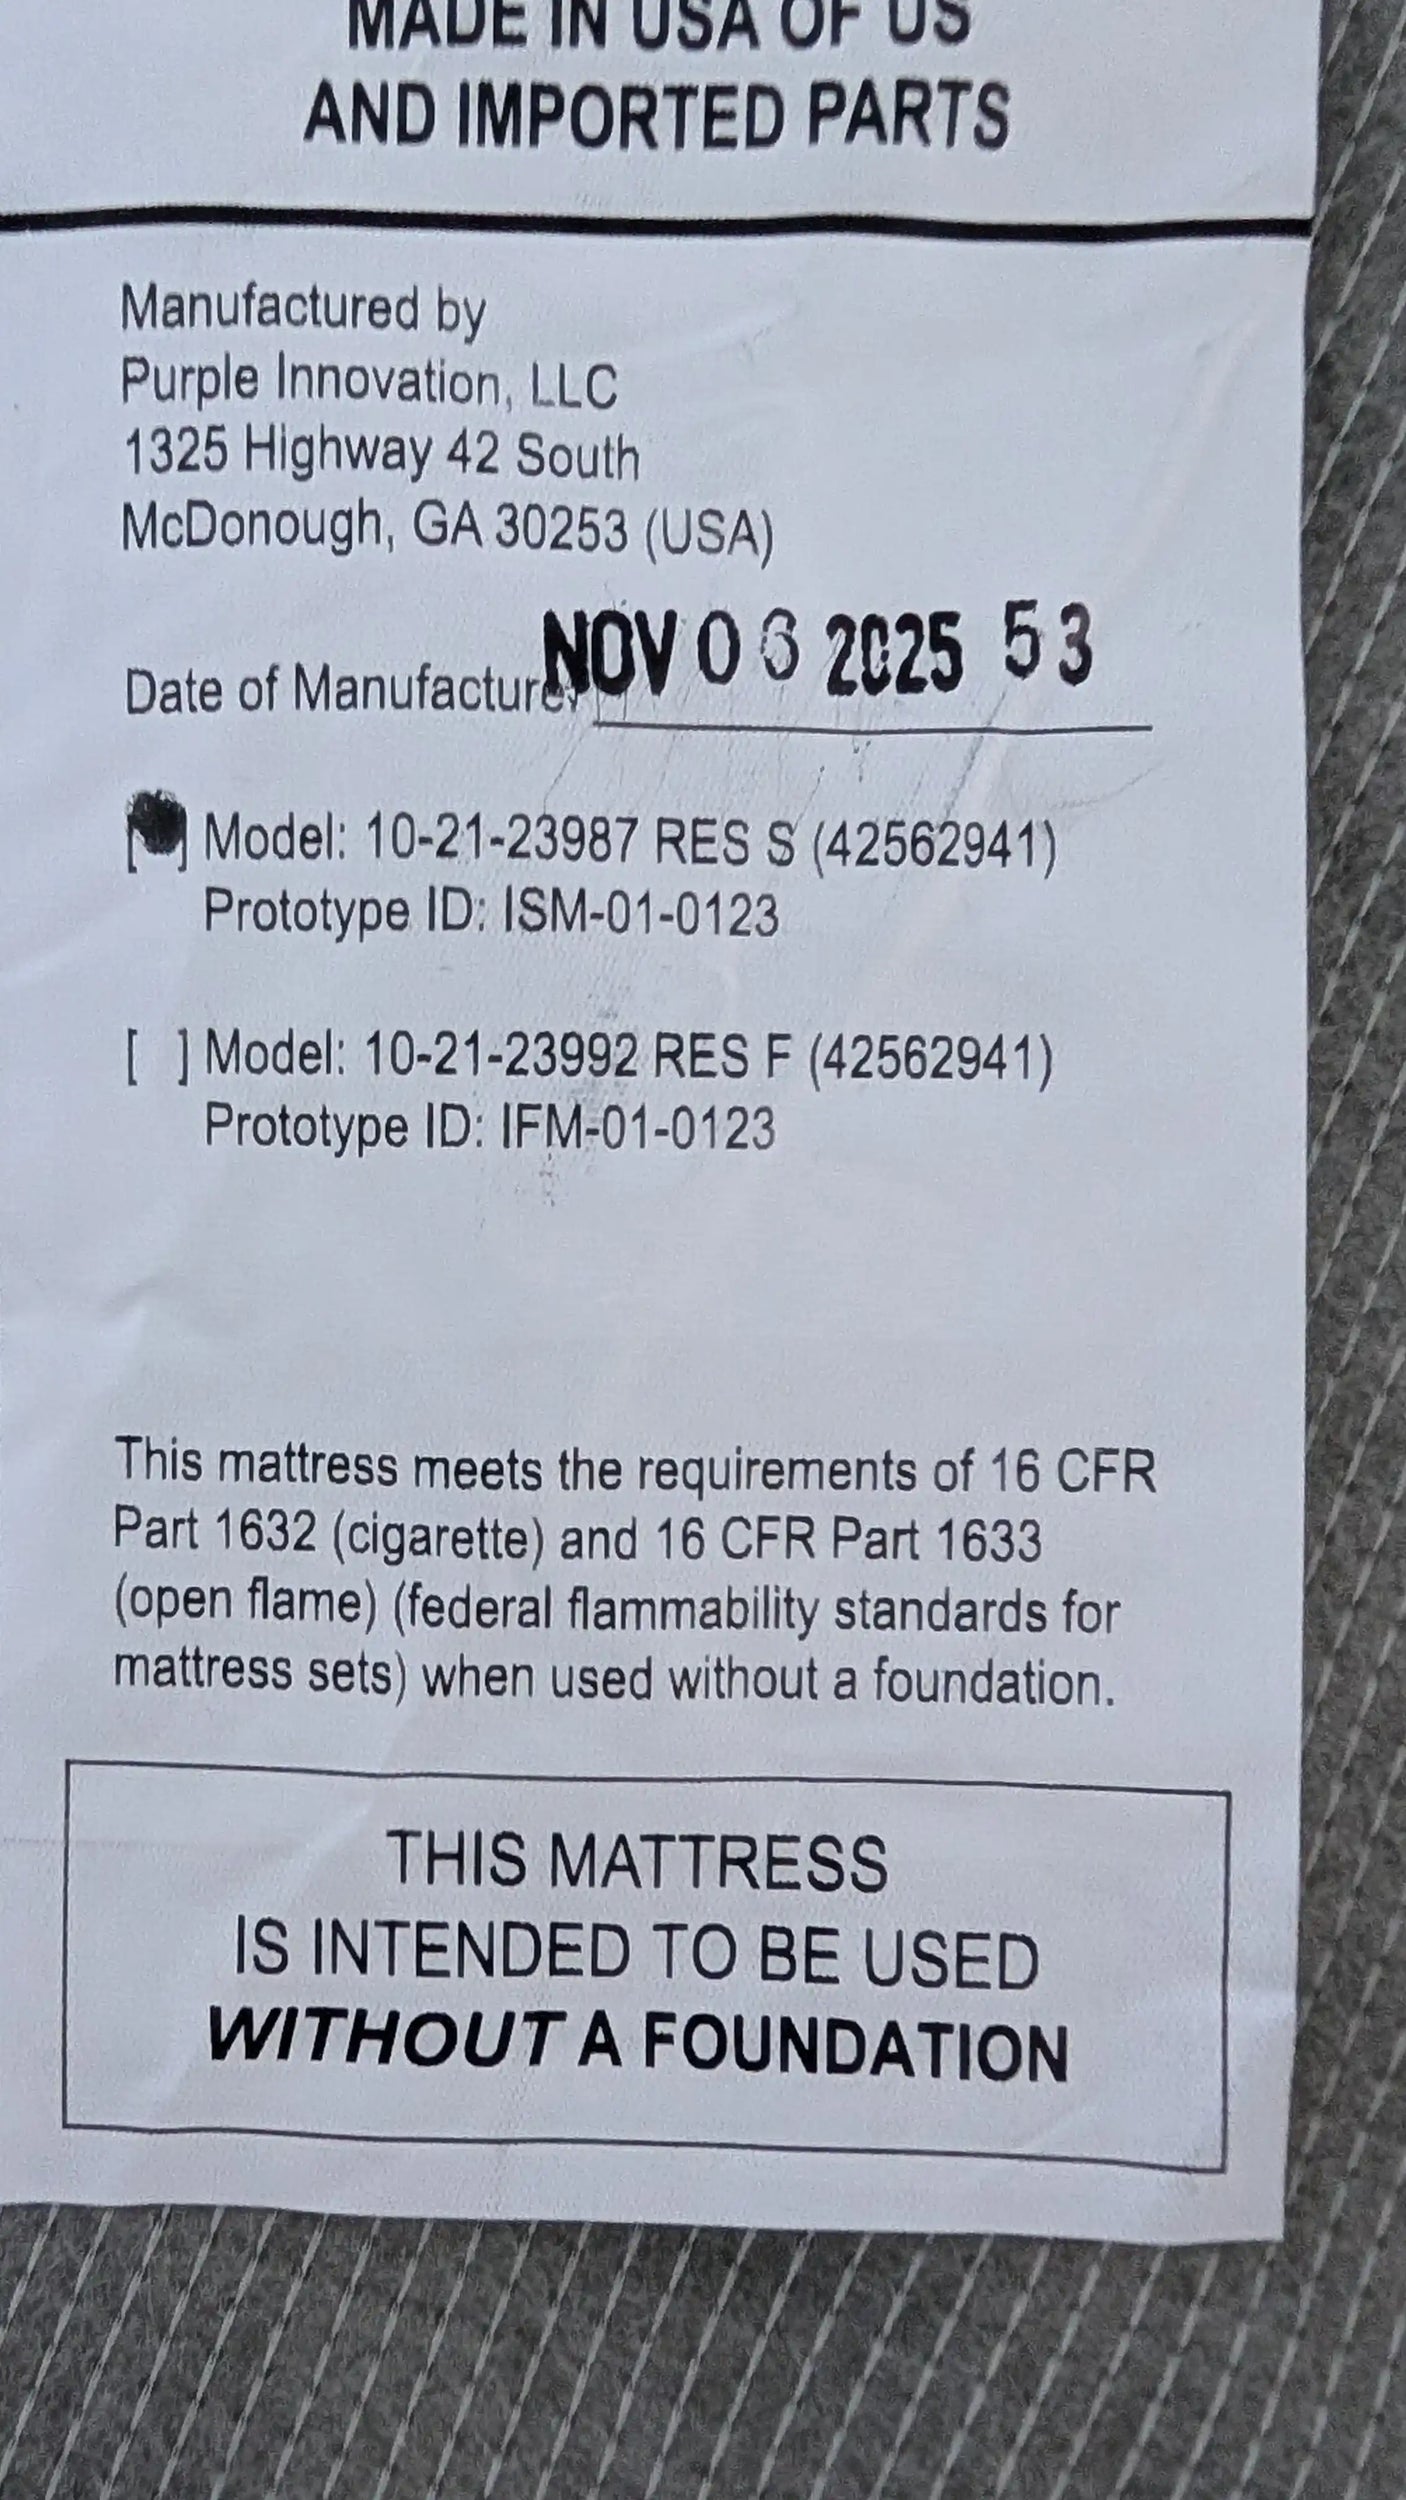 MADE IN USA OF US
AND IMPORTED PARTS
Manufactured by
Purple Innovation, LLC
1325 Highway 42 South
McDonough, GA 30253 (USA)
Date of Manufacture: NOV 2025 53
[ ] Model: 10-21-23987 RES S (42562941)
Prototype ID: ISM-01-0123
[ ] Model: 10-21-23992 RES F (42562941)
Prototype ID: IFM-01-0123
This mattress meets the requirements of 16 CFR
Part 1632 (cigarette) and 16 CFR Part 1633
(open flame) (federal flammability standards for
mattress sets) when used without a foundation.
THIS MATTRESS
IS INTENDED TO BE USED
WITHOUT A FOUNDATION